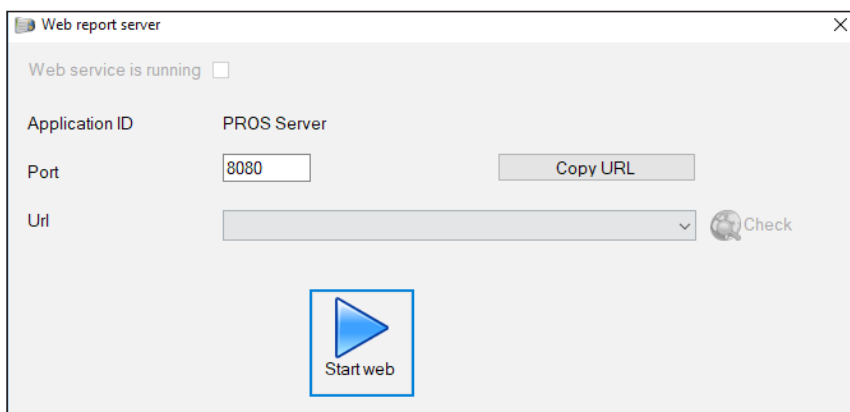 Web report server
Web service is running
Application ID PROS Server
Port 8080 Copy URL
Url Check
Start web